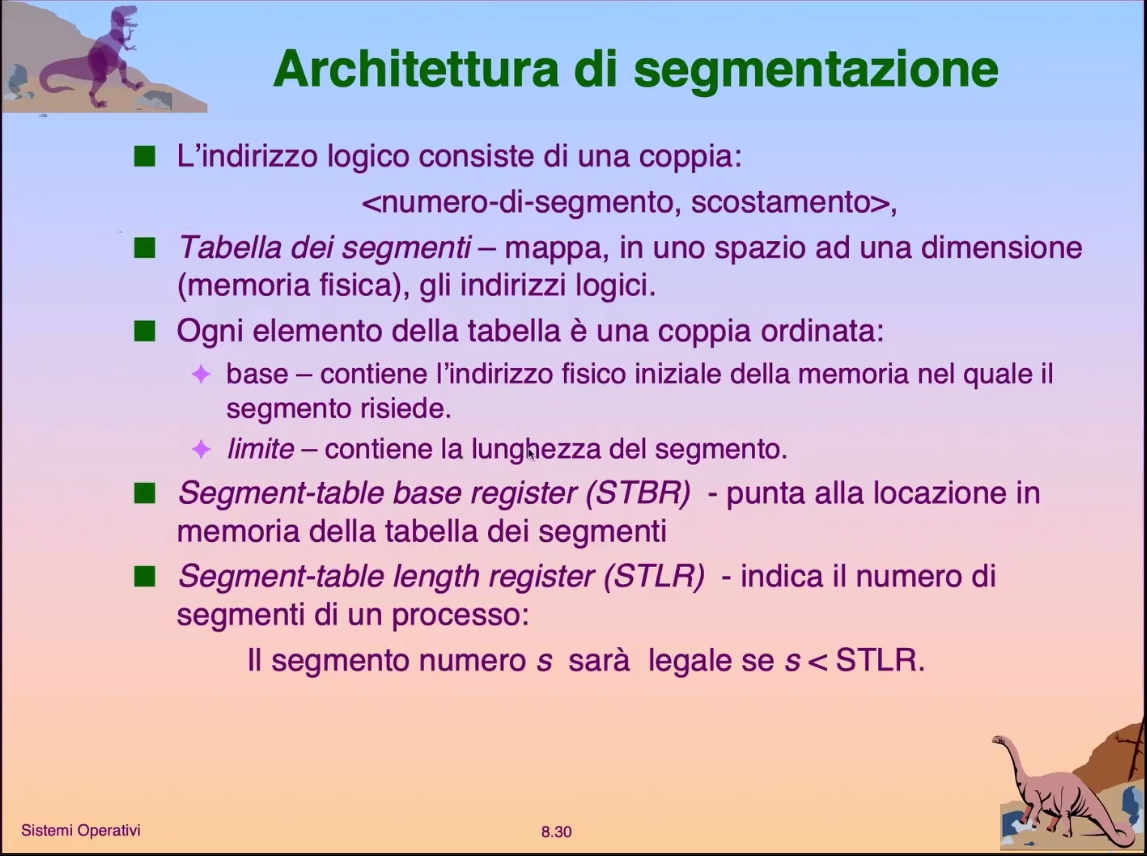 Architettura di segmentazione
L'indirizzo logico consiste di una coppia:
<numero-di-segmento, scostamento>,
Tabella dei segmenti – mappa, in uno spazio ad una dimensione
(memoria fisica), gli indirizzi logici.
Ogni elemento della tabella è una coppia ordinata:
base – contiene l'indirizzo fisico iniziale della memoria nel quale il
segmento risiede.
limite – contiene la lunghezza del segmento.
Segment-table base register (STBR) - punta alla locazione in
memoria della tabella dei segmenti
Segment-table length register (STLR) - indica il numero di
segmenti di un processo:
Il segmento numero s sarà legale se s < STLR.
Sistemi Operativi
8.30